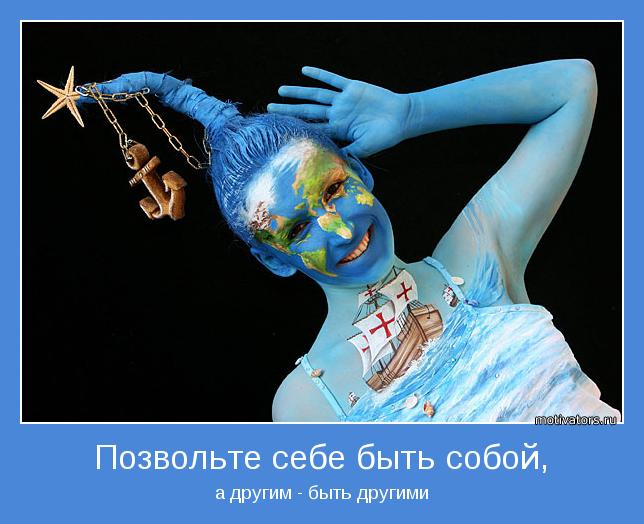 motivators.ru
Позвольте себе быть собой,
а другим - быть другими